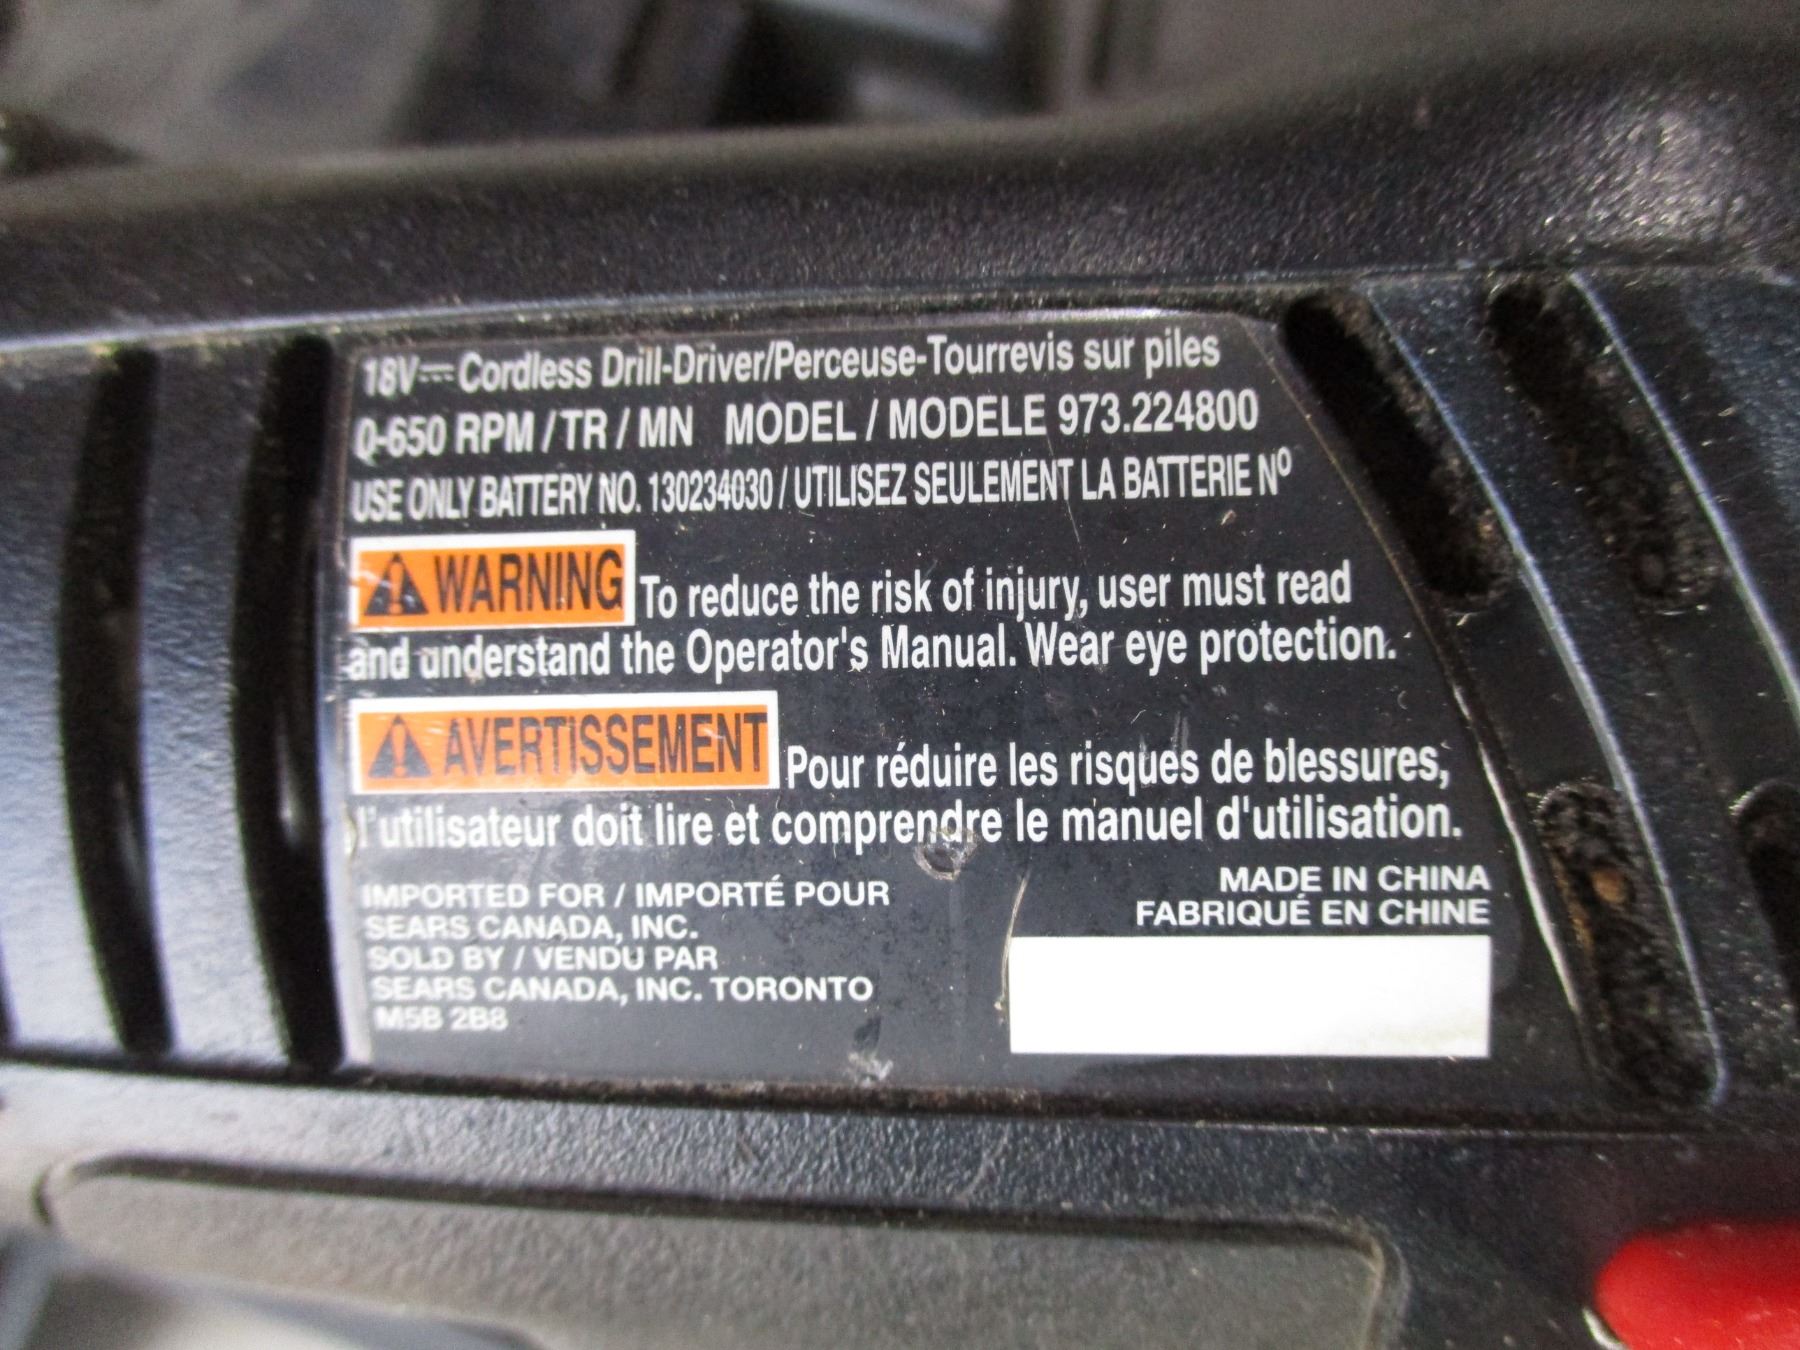 18V⎓Cordless Drill-Driver/Perceuse-Tourrevis sur piles
0-650 RPM / TR / MN MODEL / MODELE 973.224800
USE ONLY BATTERY NO. 130234030 / UTILISEZ SEULEMENT LA BATTERIE Nº
⚠ WARNING To reduce the risk of injury, user must read
and understand the Operator's Manual. Wear eye protection.
⚠ AVERTISSEMENT Pour réduire les risques de blessures,
l'utilisateur doit lire et comprendre le manuel d'utilisation.
IMPORTED FOR / IMPORTÉ POUR
SEARS CANADA, INC.
SOLD BY / VENDU PAR
SEARS CANADA, INC. TORONTO
M5B 2B8
MADE IN CHINA
FABRIQUÉ EN CHINE